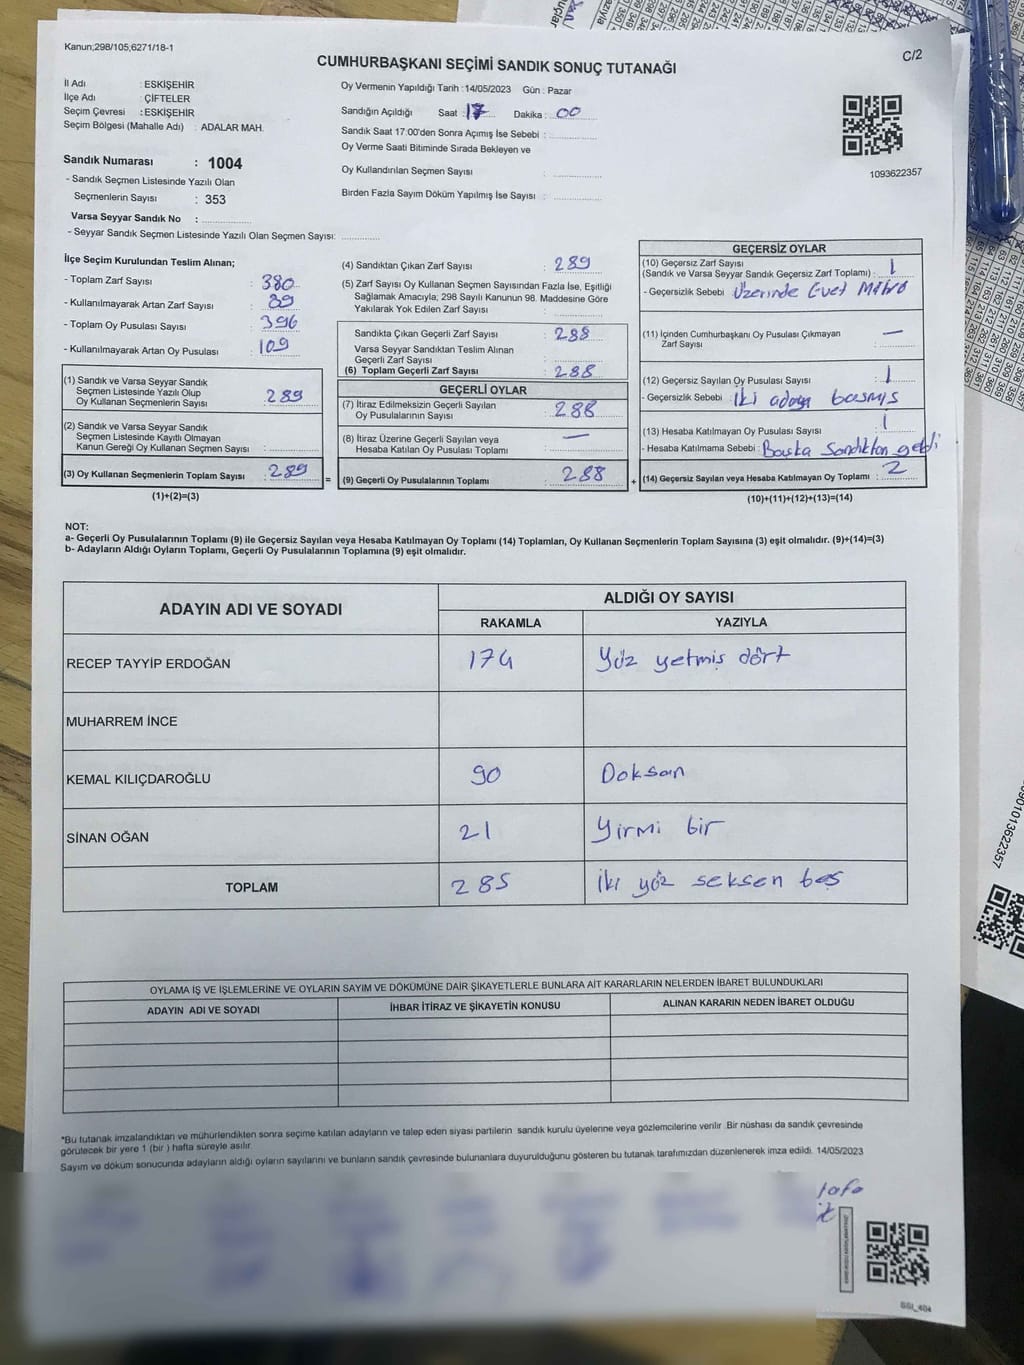 Kanun;298/105;6271/18-1
C/2
CUMHURBAŞKANI SEÇİMİ SANDIK SONUÇ TUTANAĞI
İl Adı : ESKİŞEHİR
İlçe Adı : ÇİFTELER
Seçim Çevresi : ESKİŞEHİR
Seçim Bölgesi (Mahalle Adı) : ADALAR MAH.
Oy Vermenin Yapıldığı Tarih :14/05/2023 Gün : Pazar
Sandığın Açıldığı Saat : 17 Dakika : 00
Sandık Saat 17:00'den Sonra Açımış İse Sebebi :
Oy Verme Saati Bitiminde Sırada Bekleyen ve
Oy Kullandırılan Seçmen Sayısı :
Birden Fazla Sayım Döküm Yapılmış İse Sayısı :
1093622357
Sandık Numarası : 1004
- Sandık Seçmen Listesinde Yazılı Olan
Seçmenlerin Sayısı : 353
Varsa Seyyar Sandık No :
- Seyyar Sandık Seçmen Listesinde Yazılı Olan Seçmen Sayısı:
İlçe Seçim Kurulundan Teslim Alınan;
- Toplam Zarf Sayısı : 380
- Kullanılmayarak Artan Zarf Sayısı : 89
- Toplam Oy Pusulası Sayısı : 396
- Kullanılmayarak Artan Oy Pusulası : 109
(1) Sandık ve Varsa Seyyar Sandık
Seçmen Listesinde Yazılı Olup
Oy Kullanan Seçmenlerin Sayısı : 289
(2) Sandık ve Varsa Seyyar Sandık
Seçmen Listesinde Kayıtlı Olmayan
Kanun Gereği Oy Kullanan Seçmen Sayısı :
(3) Oy Kullanan Seçmenlerin Toplam Sayısı : 289
(1)+(2)=(3)
(4) Sandıktan Çıkan Zarf Sayısı : 289
(5) Zarf Sayısı Oy Kullanan Seçmen Sayısından Fazla İse, Eşitliği
Sağlamak Amacıyla; 298 Sayılı Kanunun 98. Maddesine Göre
Yakılarak Yok Edilen Zarf Sayısı :
Sandıkta Çıkan Geçerli Zarf Sayısı : 288
Varsa Seyyar Sandıktan Teslim Alınan
Geçerli Zarf Sayısı :
(6) Toplam Geçerli Zarf Sayısı : 288
=
GEÇERLİ OYLAR
(7) İtiraz Edilmeksizin Geçerli Sayılan
Oy Pusulalarının Sayısı : 288
(8) İtiraz Üzerine Geçerli Sayılan veya
Hesaba Katılan Oy Pusulası Toplamı : —
(9) Geçerli Oy Pusulalarının Toplamı : 288
+
GEÇERSİZ OYLAR
(10) Geçersiz Zarf Sayısı
(Sandık ve Varsa Seyyar Sandık Geçersiz Zarf Toplamı) : 1
- Geçersizlik Sebebi : Üzerinde Evet Mührü
(11) İçinden Cumhurbaşkanı Oy Pusulası Çıkmayan
Zarf Sayısı : —
(12) Geçersiz Sayılan Oy Pusulası Sayısı : 1
- Geçersizlik Sebebi : iki adaya basmış
(13) Hesaba Katılmayan Oy Pusulası Sayısı : 1
- Hesaba Katılmama Sebebi : Başka Sandıktan geldi
(14) Geçersiz Sayılan veya Hesaba Katılmayan Oy Toplamı : 2
(10)+(11)+(12)+(13)=(14)
NOT:
a- Geçerli Oy Pusulalarının Toplamı (9) ile Geçersiz Sayılan veya Hesaba Katılmayan Oy Toplamı (14) Toplamları, Oy Kullanan Seçmenlerin Toplam Sayısına (3) eşit olmalıdır. (9)+(14)=(3)
b- Adayların Aldığı Oyların Toplamı, Geçerli Oy Pusulalarının Toplamına (9) eşit olmalıdır.
ADAYIN ADI VE SOYADI ALDIĞI OY SAYISI
RAKAMLA YAZIYLA
RECEP TAYYİP ERDOĞAN 174 Yüz yetmiş dört
MUHARREM İNCE
KEMAL KILIÇDAROĞLU 90 Doksan
SİNAN OĞAN 21 Yirmi bir
TOPLAM 285 İki yüz seksen beş
OYLAMA İŞ VE İŞLEMLERİNE VE OYLARIN SAYIM VE DÖKÜMÜNE DAİR ŞİKAYETLERLE BUNLARA AİT KARARLARIN NELERDEN İBARET BULUNDUKLARI
ADAYIN ADI VE SOYADI İHBAR İTİRAZ VE ŞİKAYETİN KONUSU ALINAN KARARIN NEDEN İBARET OLDUĞU
*Bu tutanak imzalandıktan ve mühürlendikten sonra seçime katılan adayların ve talep eden siyasi partilerin sandık kurulu üyelerine veya gözlemcilerine verilir .Bir nüshası da sandık çevresinde
görülecek bir yere 1 (bir ) hafta süreyle asılır.
Sayım ve döküm sonucunda adayların aldığı oyların sayılarını ve bunların sandık çevresinde bulunanlara duyurulduğunu gösteren bu tutanak tarafımızdan düzenlenerek imza edildi. 14/05/2023